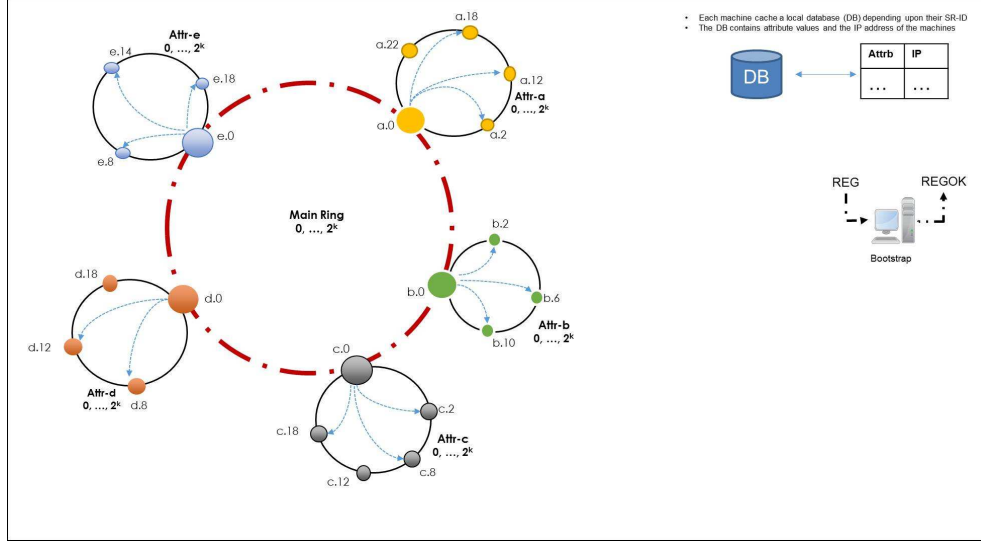 • Each machine cache a local database (DB) depending upon their SR-ID
• The DB contains attribute values and the IP address of the machines
DB
Attrb IP
... ...
REG
REGOK
Bootstrap
Attr-e
0, ..., 2ᵏ
e.14
e.18
e.0
e.8
a.18
a.22
a.12
Attr-a
0, ..., 2ᵏ
a.0
a.2
Main Ring
0, ..., 2ᵏ
b.2
b.0
b.6
b.10
Attr-b
0, ..., 2ᵏ
d.18
d.0
d.12
Attr-d
0, ..., 2ᵏ
d.8
c.0
c.2
c.18
Attr-c
0, ..., 2ᵏ
c.8
c.12